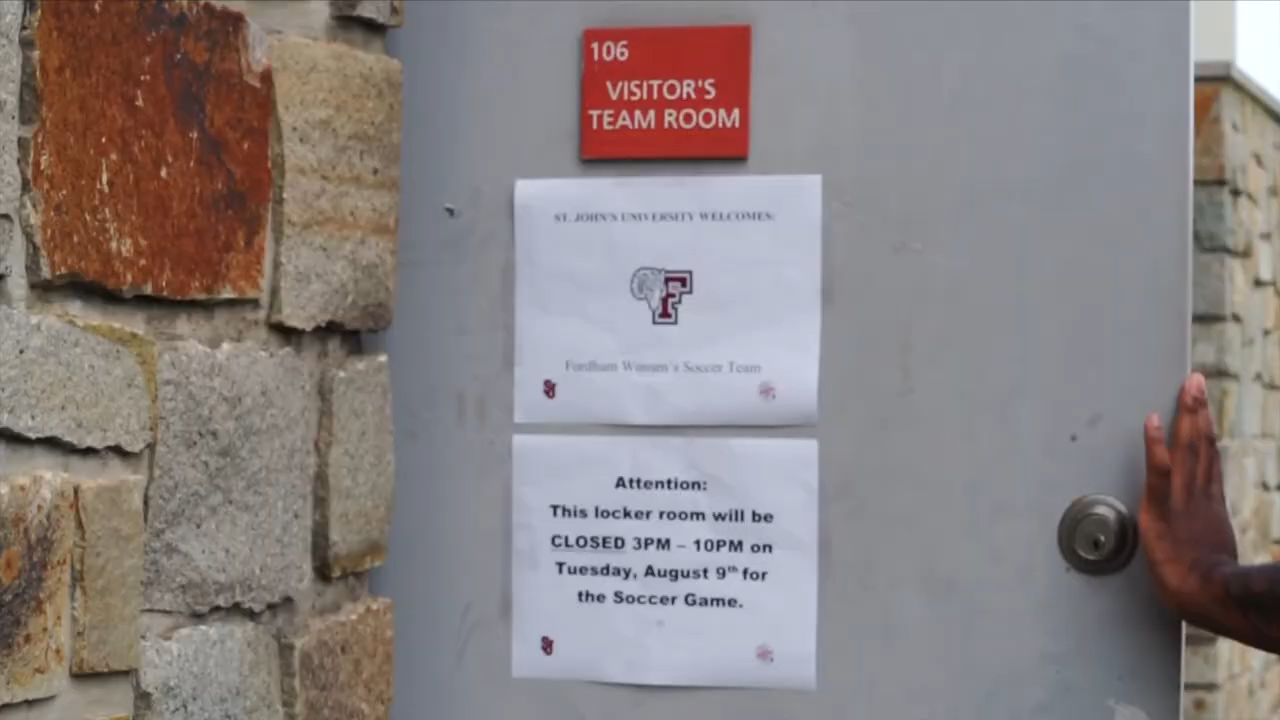 106
VISITOR'S
TEAM ROOM
ST. JOHN'S UNIVERSITY WELCOMES:
F
Fordham Women's Soccer Team
Attention:
This locker room will be
CLOSED 3PM – 10PM on
Tuesday, August 9th for
the Soccer Game.